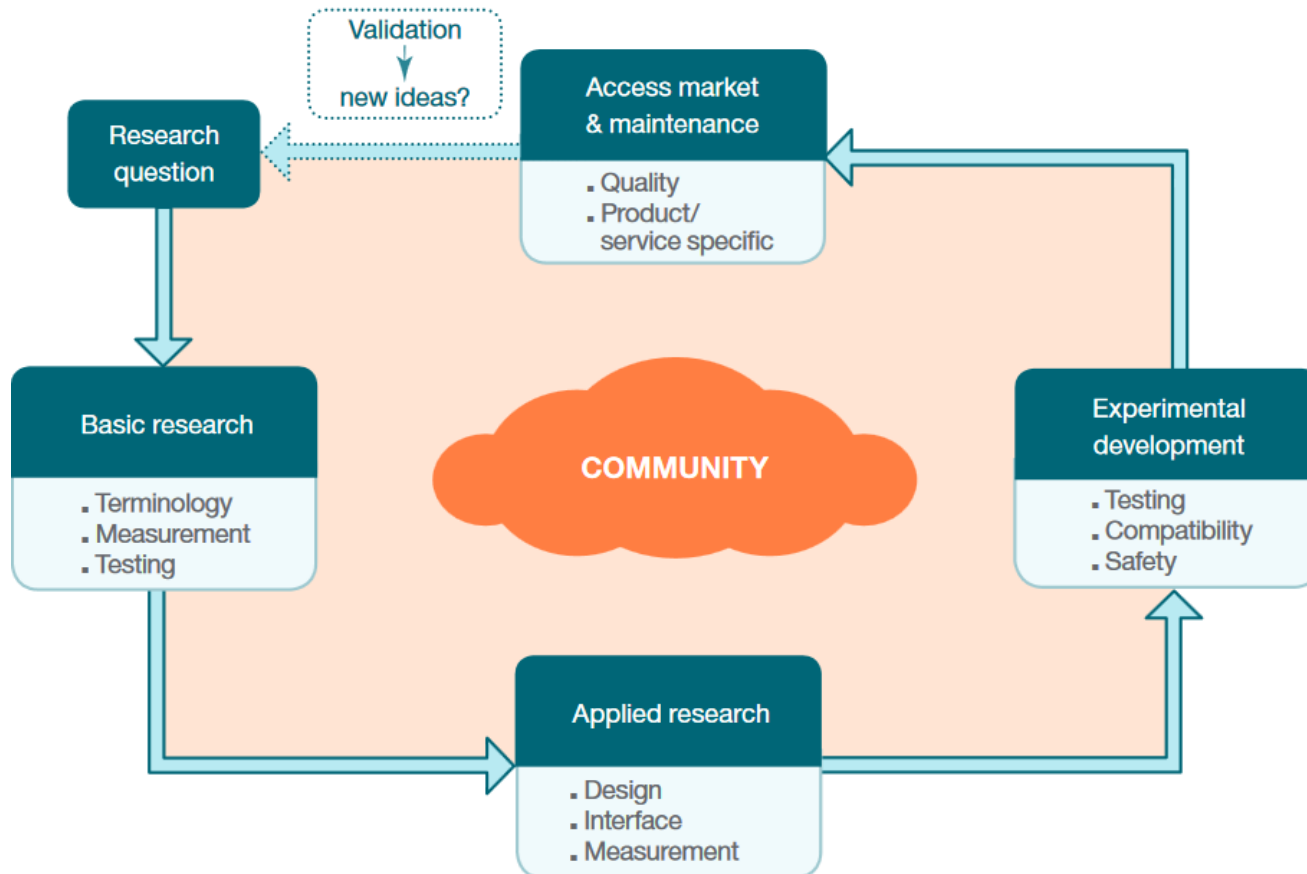 Validation
new ideas?
Access market
& maintenance
▪ Quality
▪ Product/
service specific
Research
question
Basic research
▪ Terminology
▪ Measurement
▪ Testing
COMMUNITY
Experimental
development
▪ Testing
▪ Compatibility
▪ Safety
Applied research
▪ Design
▪ Interface
▪ Measurement